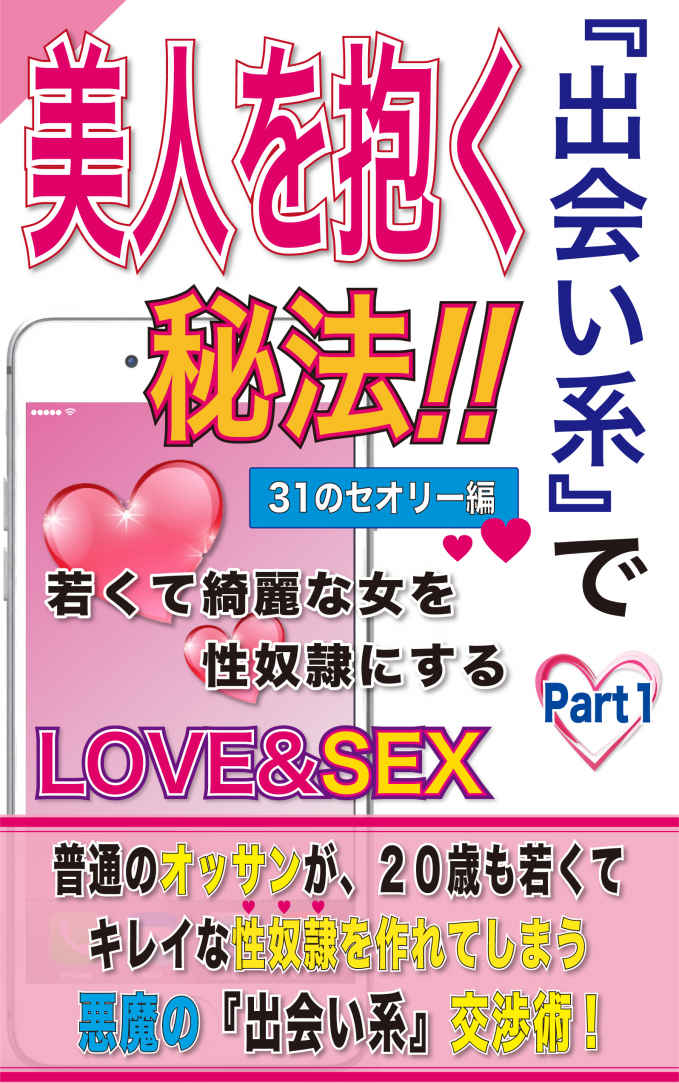 『出会い系』で
美人を抱く
秘法!!
31のセオリー編
若くて綺麗な女を
性奴隷にする
Part1
LOVE&SEX
普通のオッサンが、20歳も若くて
キレイな性奴隷を作れてしまう
悪魔の『出会い系』交渉術！